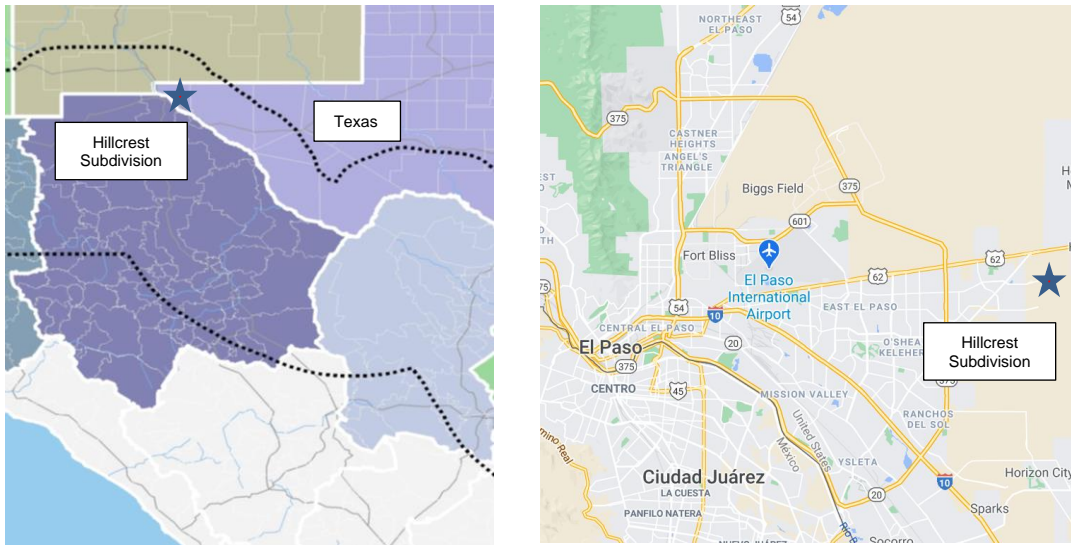 Hillcrest
Subdivision
Texas
NORTHEAST
EL PASO
54
375
CASTNER
HEIGHTS
ANGEL'S
TRIANGLE
Biggs Field
375
601
Fort Bliss
El Paso
International
Airport
62
62
EAST EL PASO
54
10
CENTRAL EL PASO
20
El Paso
375
CENTRO
45
O'SHEA
KELEHER
Hillcrest
Subdivision
375
MISSION VALLEY
United States
México
RANCHOS
DEL SOL
YSLETA
10
Ciudad Juárez
LA CUESTA
PANFILO NATERA
20
Horizon City
Sparks
Socorro